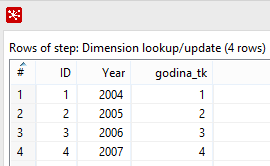 Rows of step: Dimension lookup/update (4 rows)
# ID Year godina_tk
1 1 2004 1
2 2 2005 2
3 3 2006 3
4 4 2007 4